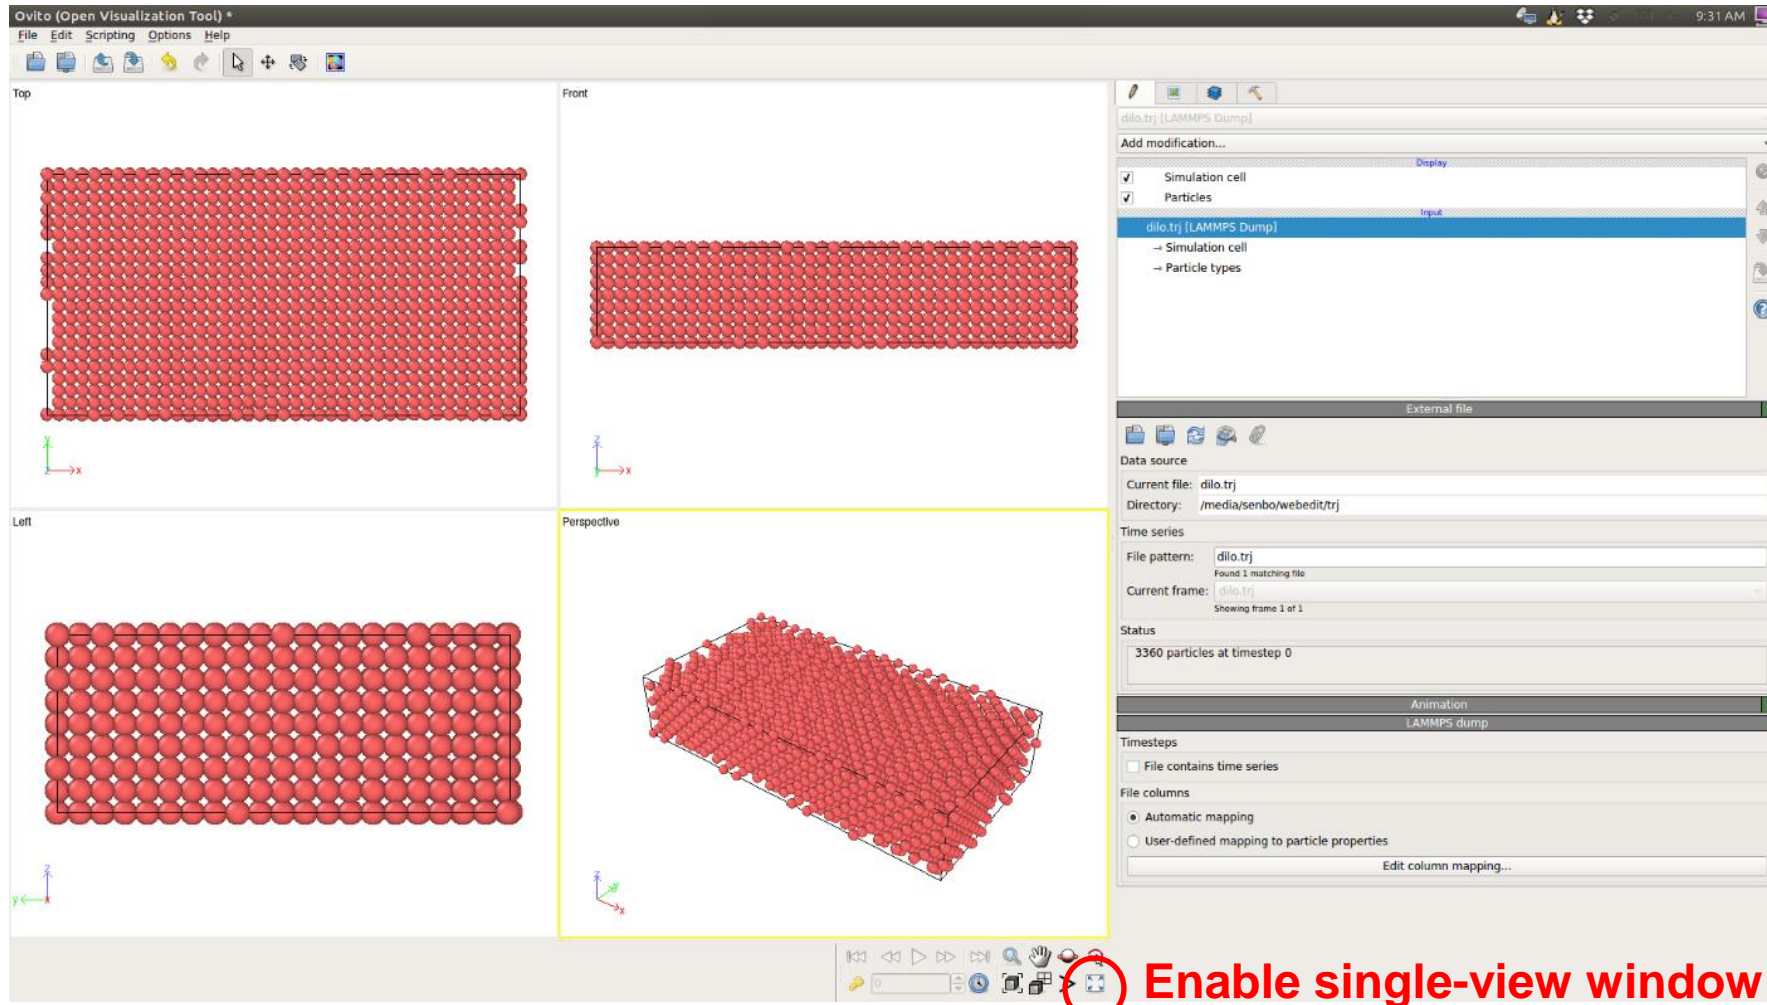 Ovito (Open Visualization Tool) *
9:31 AM
File Edit Scripting Options Help
Top
Front
dilo.trj [LAMMPS Dump]
Add modification...
Display
Simulation cell
Particles
Input
dilo.trj [LAMMPS Dump]
→ Simulation cell
→ Particle types
y
z x
z
y x
External file
Data source
Current file: dilo.trj
Directory: /media/senbo/webedit/trj
Left
Perspective
Time series
File pattern: dilo.trj
Found 1 matching file
Current frame: dilo.trj
Showing frame 1 of 1
Status
3360 particles at timestep 0
Animation
LAMMPS dump
Timesteps
File contains time series
File columns
Automatic mapping
User-defined mapping to particle properties
Edit column mapping...
z
y x
z
y
x
0
Enable single-view window